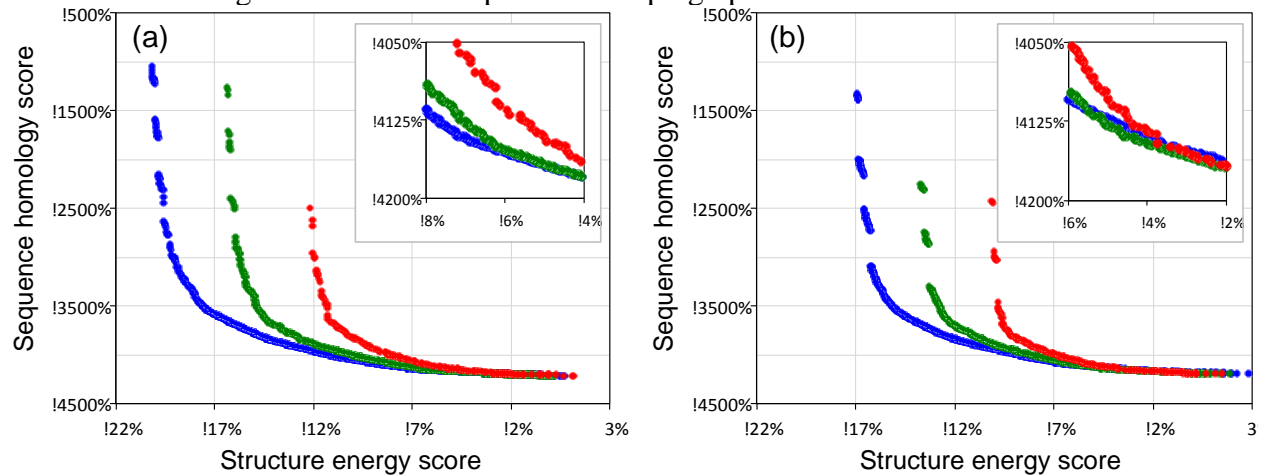 (a)
Sequence homology score
!500%
!1500%
!2500%
!3500%
!4500%
!22% !17% !12% !7% !2% 3%
Structure energy score
!4050%
!4125%
!4200%
!8% !6% !4%
(b)
Sequence homology score
!500%
!1500%
!2500%
!3500%
!4500%
!22% !17% !12% !7% !2% 3
Structure energy score
!4050%
!4125%
!4200%
!6% !4% !2%